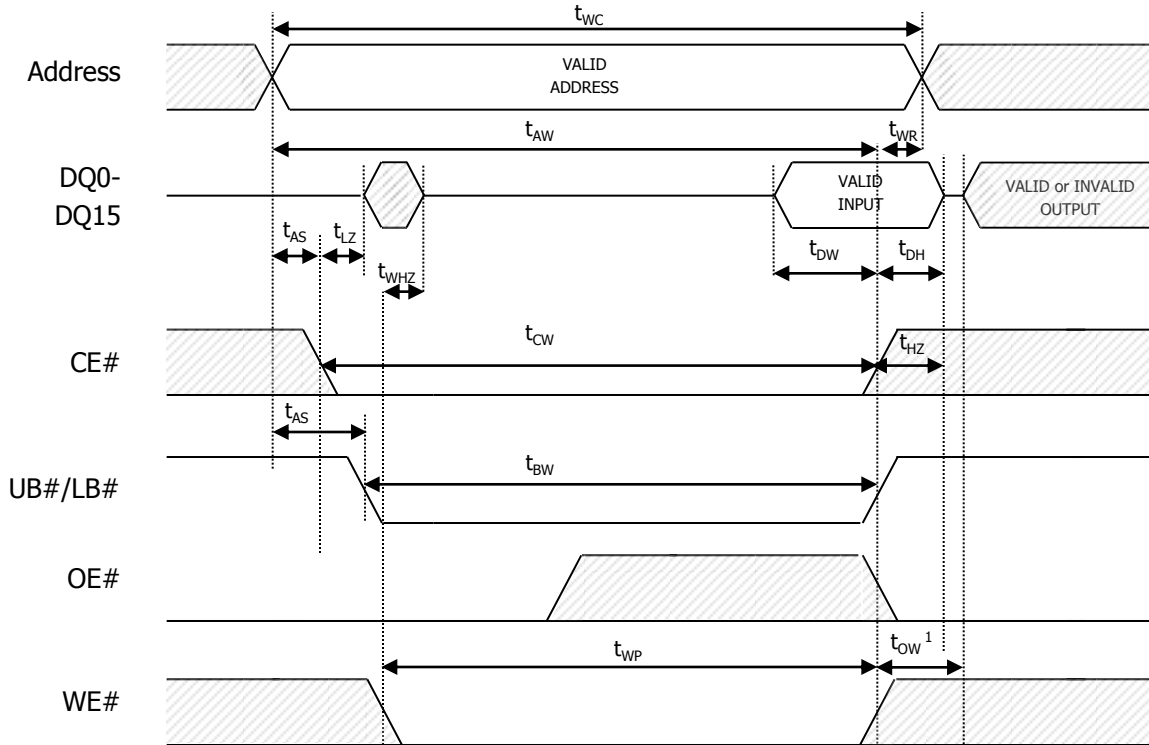 tWC
Address
VALID
ADDRESS
tAW
tWR
DQ0-
DQ15
VALID
INPUT
VALID or INVALID
OUTPUT
tAS
tLZ
tDW
tDH
tWHZ
tCW
tHZ
CE#
tAS
tBW
UB#/LB#
OE#
tWP
tOW 1
WE#